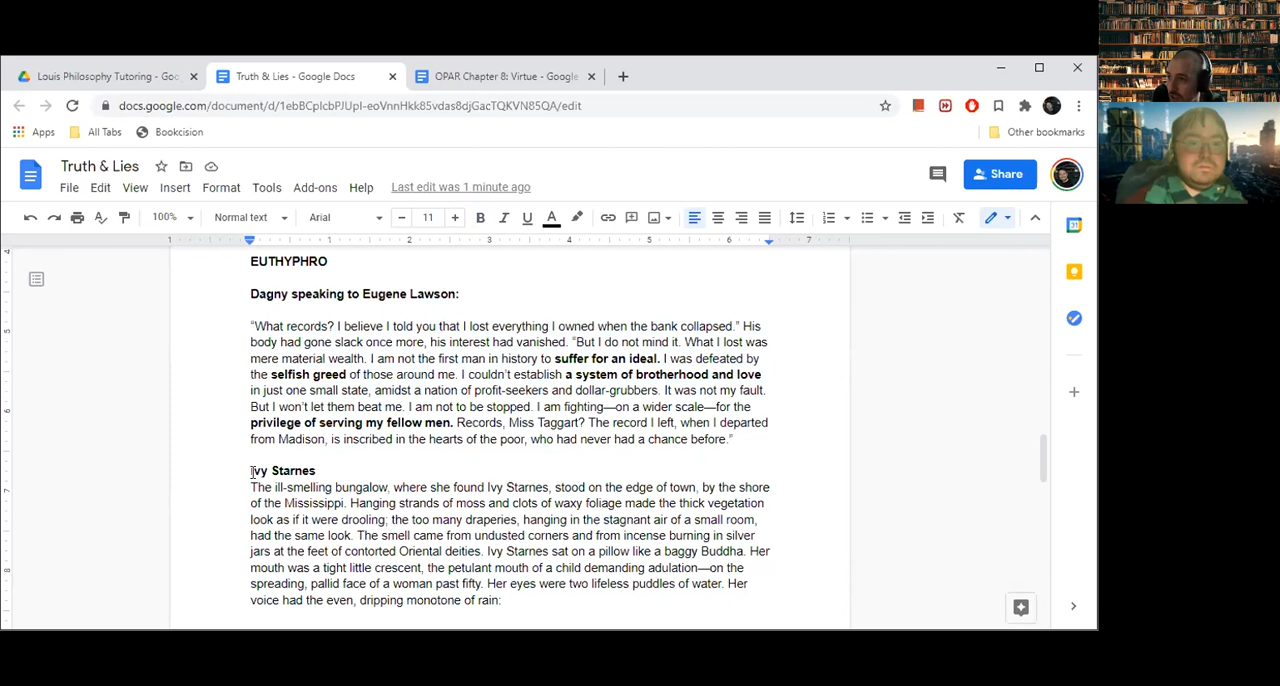 Louis Philosophy Tutoring - Goo
Truth & Lies - Google Docs
OPAR Chapter 8: Virtue - Google
docs.google.com/document/d/1ebBCpIcbPJUpI-eoVnnHkk85vdas8djGacTQKVN85QA/edit
Apps
All Tabs
Bookcision
Other bookmarks
Truth & Lies
File Edit View Insert Format Tools Add-ons Help Last edit was 1 minute ago
Share
100% Normal text Arial 11
1 1 2 3 4 5 6 7
EUTHYPHRO
Dagny speaking to Eugene Lawson:
“What records? I believe I told you that I lost everything I owned when the bank collapsed.” His
body had gone slack once more, his interest had vanished. “But I do not mind it. What I lost was
mere material wealth. I am not the first man in history to suffer for an ideal. I was defeated by
the selfish greed of those around me. I couldn’t establish a system of brotherhood and love
in just one small state, amidst a nation of profit-seekers and dollar-grubbers. It was not my fault.
But I won’t let them beat me. I am not to be stopped. I am fighting—on a wider scale—for the
privilege of serving my fellow men. Records, Miss Taggart? The record I left, when I departed
from Madison, is inscribed in the hearts of the poor, who had never had a chance before.”
Ivy Starnes
The ill-smelling bungalow, where she found Ivy Starnes, stood on the edge of town, by the shore
of the Mississippi. Hanging strands of moss and clots of waxy foliage made the thick vegetation
look as if it were drooling; the too many draperies, hanging in the stagnant air of a small room,
had the same look. The smell came from undusted corners and from incense burning in silver
jars at the feet of contorted Oriental deities. Ivy Starnes sat on a pillow like a baggy Buddha. Her
mouth was a tight little crescent, the petulant mouth of a child demanding adulation—on the
spreading, pallid face of a woman past fifty. Her eyes were two lifeless puddles of water. Her
voice had the even, dripping monotone of rain: